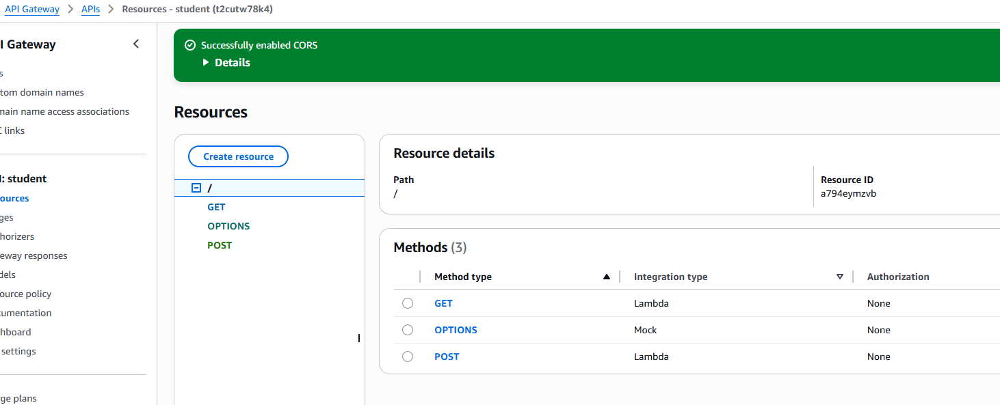 API Gateway > APIs > Resources - student (t2cutw78k4)
I Gateway
s
tom domain names
main name access associations
C links
I: student
ources
ges
horizers
eway responses
dels
ource policy
umentation
hboard
settings
ge plans
Successfully enabled CORS
Details
Resources
Create resource
/
GET
OPTIONS
POST
Resource details
Path
/
Resource ID
a794eymzvb
Methods (3)
Method type Integration type Authorization
GET Lambda None
OPTIONS Mock None
POST Lambda None